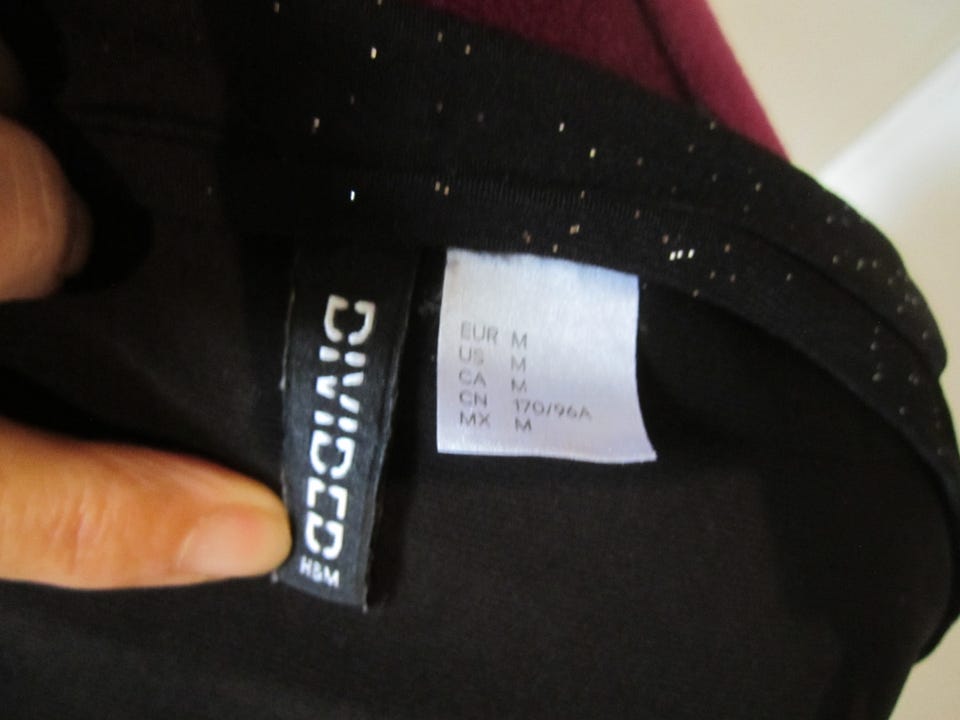 DIVIDED
H&M
EUR M
US M
CA M
CN 170/96A
MX M